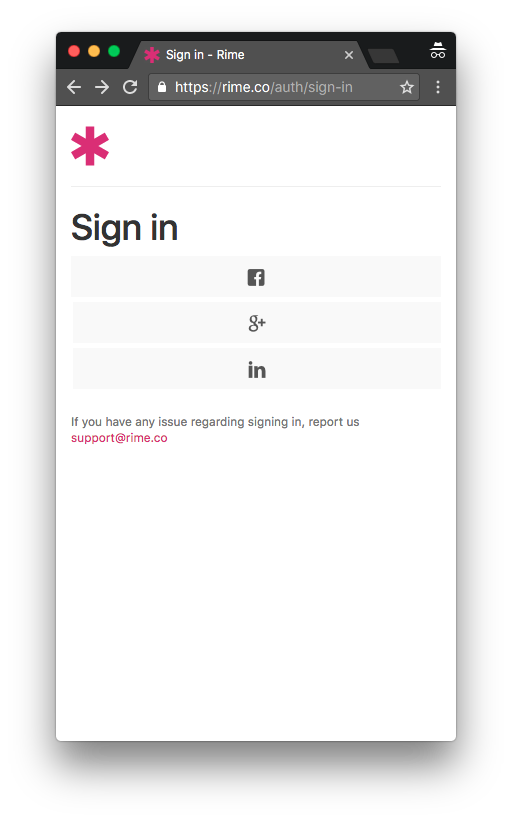 Sign in - Rime
https://rime.co/auth/sign-in
Sign in
g+
in
If you have any issue regarding signing in, report us
support@rime.co